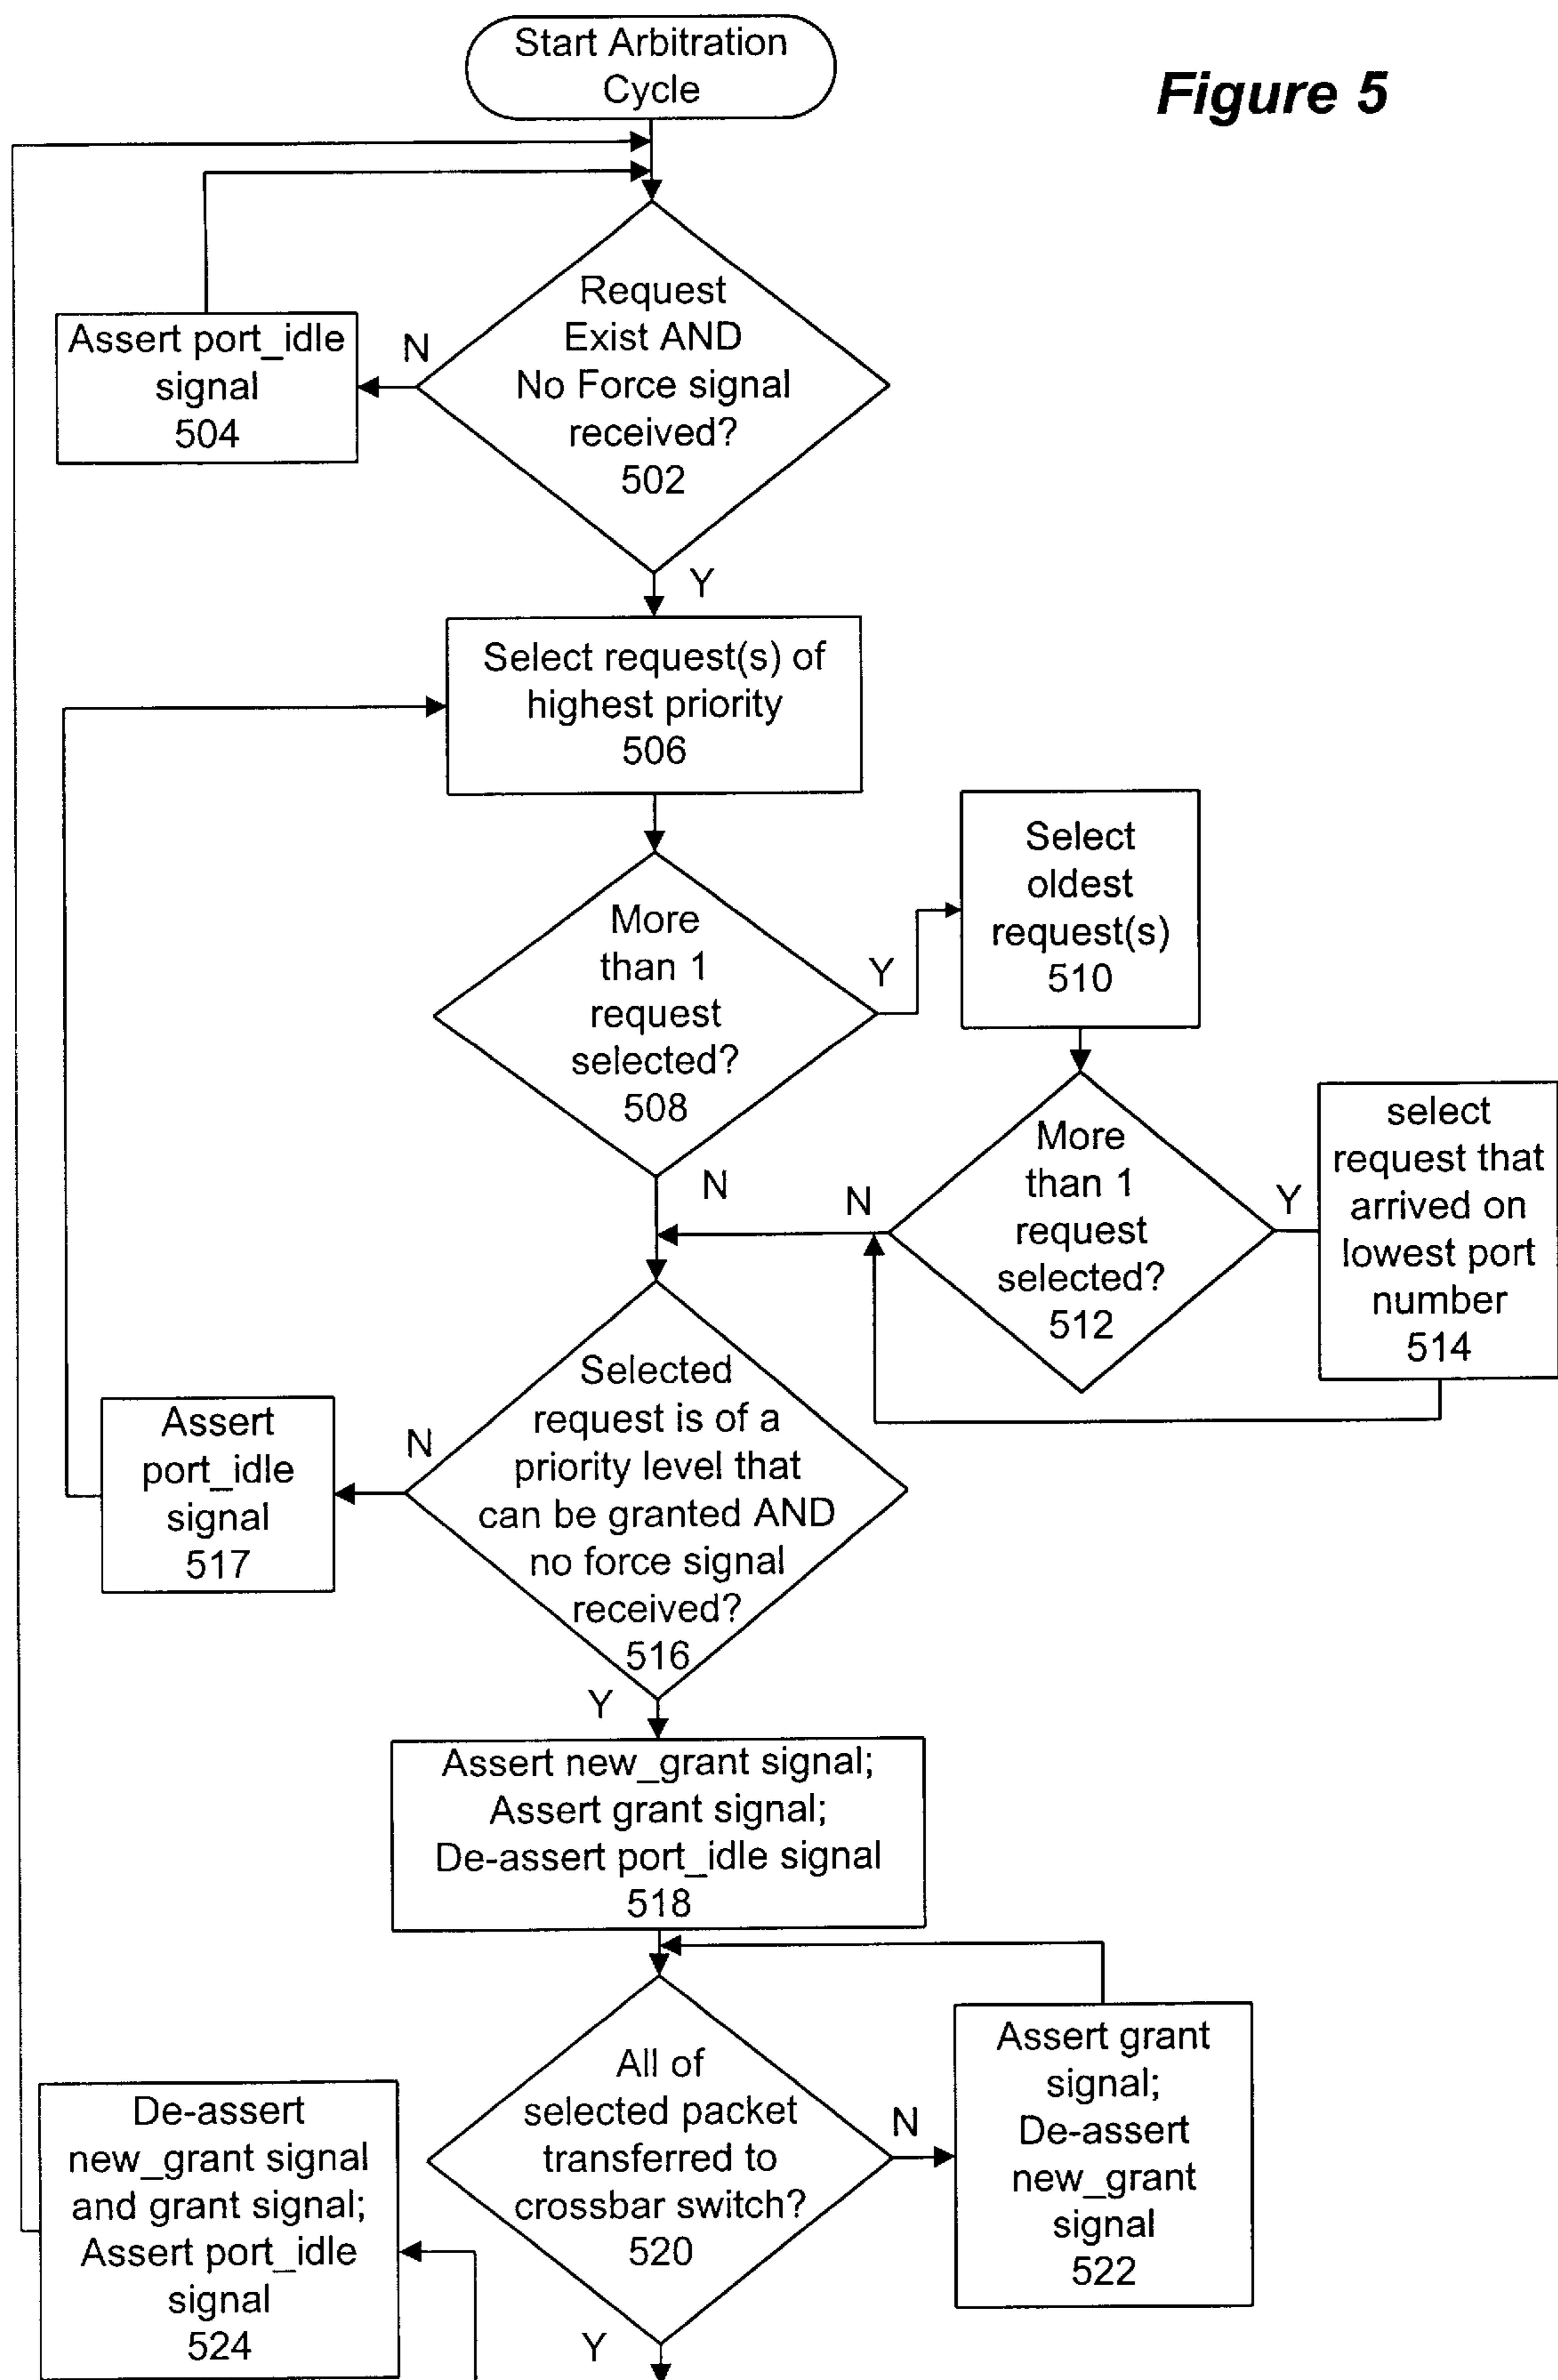 Start Arbitration
Cycle
Figure 5
Request
Exist AND
No Force signal
received?
502
N
Assert port_idle
signal
504
Y
Select request(s) of
highest priority
506
More
than 1
request
selected?
508
Y
Select
oldest
request(s)
510
N
More
than 1
request
selected?
512
N
Y
select
request that
arrived on
lowest port
number
514
Selected
request is of a
priority level that
can be granted AND
no force signal
received?
516
N
Assert
port_idle
signal
517
Y
Assert new_grant signal;
Assert grant signal;
De-assert port_idle signal
518
All of
selected packet
transferred to
crossbar switch?
520
N
Assert grant
signal;
De-assert
new_grant
signal
522
De-assert
new_grant signal
and grant signal;
Assert port_idle
signal
524
Y